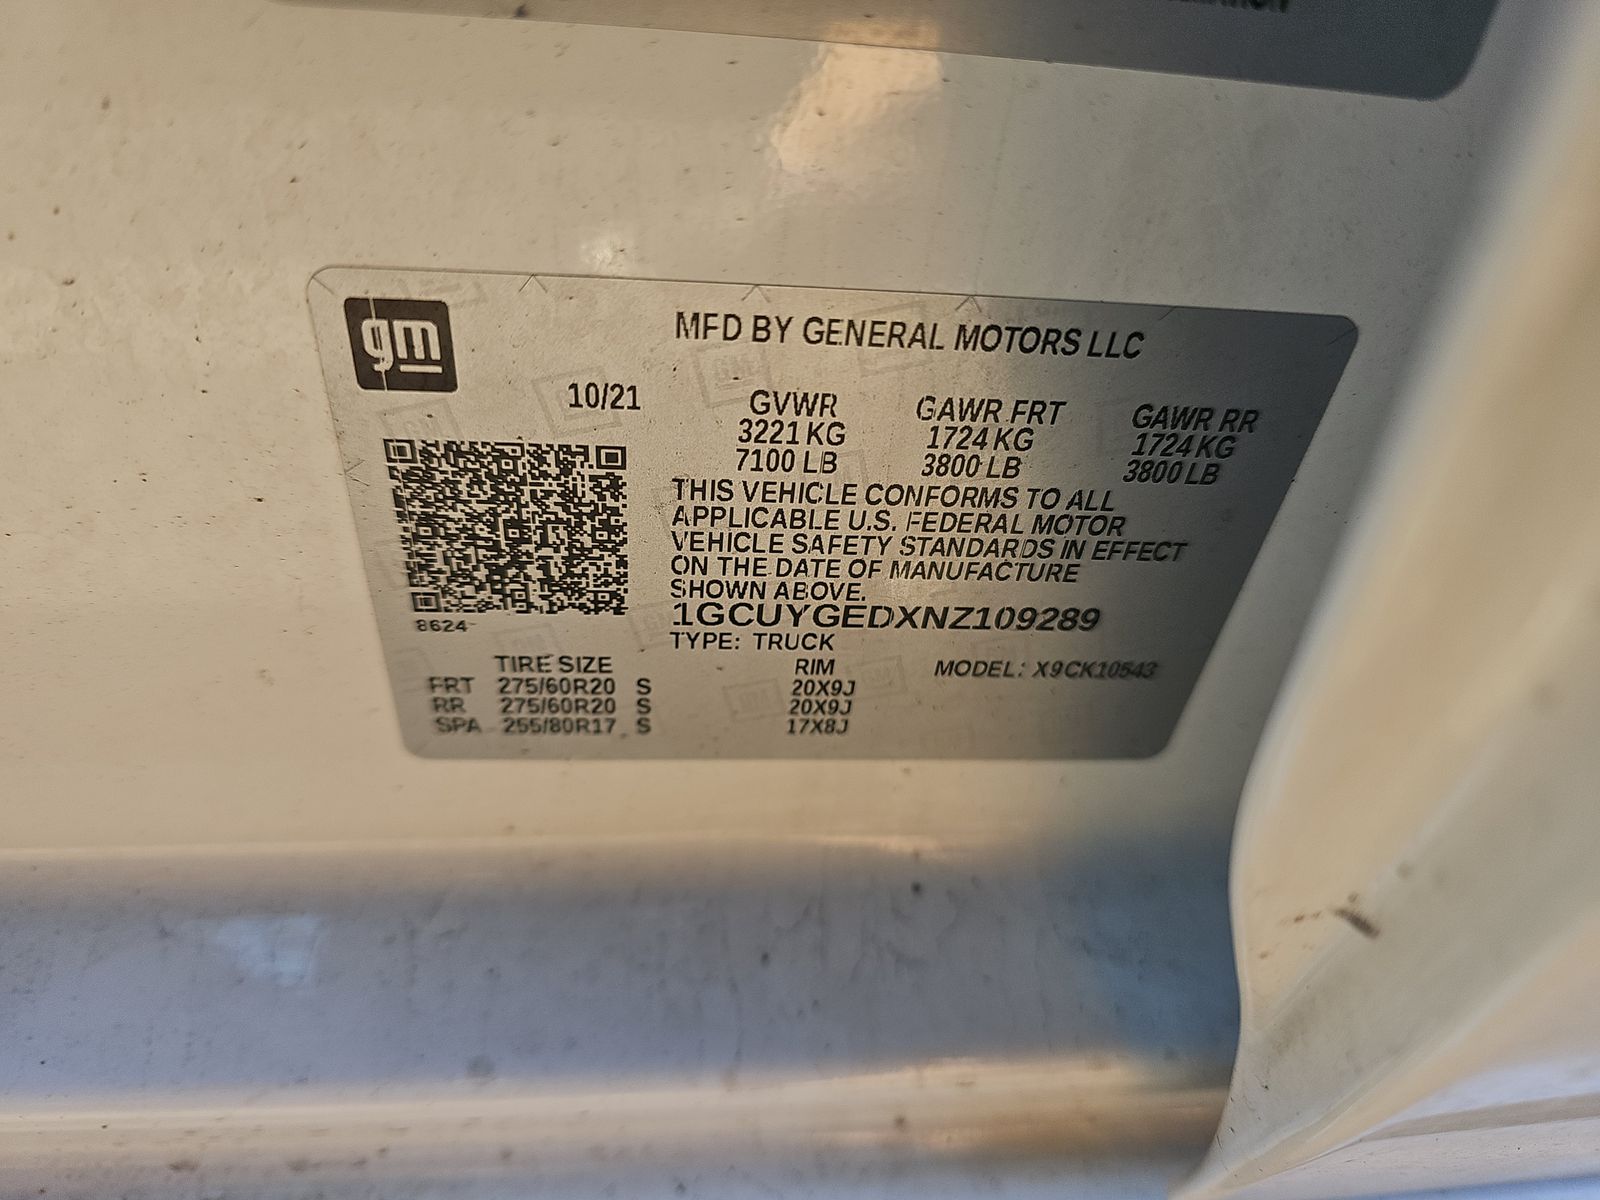 gm
MFD BY GENERAL MOTORS LLC
10/21
GVWR GAWR FRT GAWR RR
3221 KG 1724 KG 1724 KG
7100 LB 3800 LB 3800 LB
THIS VEHICLE CONFORMS TO ALL
APPLICABLE U.S. FEDERAL MOTOR
VEHICLE SAFETY STANDARDS IN EFFECT
ON THE DATE OF MANUFACTURE
SHOWN ABOVE.
1GCUYGEDXNZ109289
8624
TYPE: TRUCK
TIRE SIZE RIM MODEL: X9CK10543
FRT 275/60R20 S 20X9J
RR 275/60R20 S 20X9J
SPA 255/80R17 S 17X8J